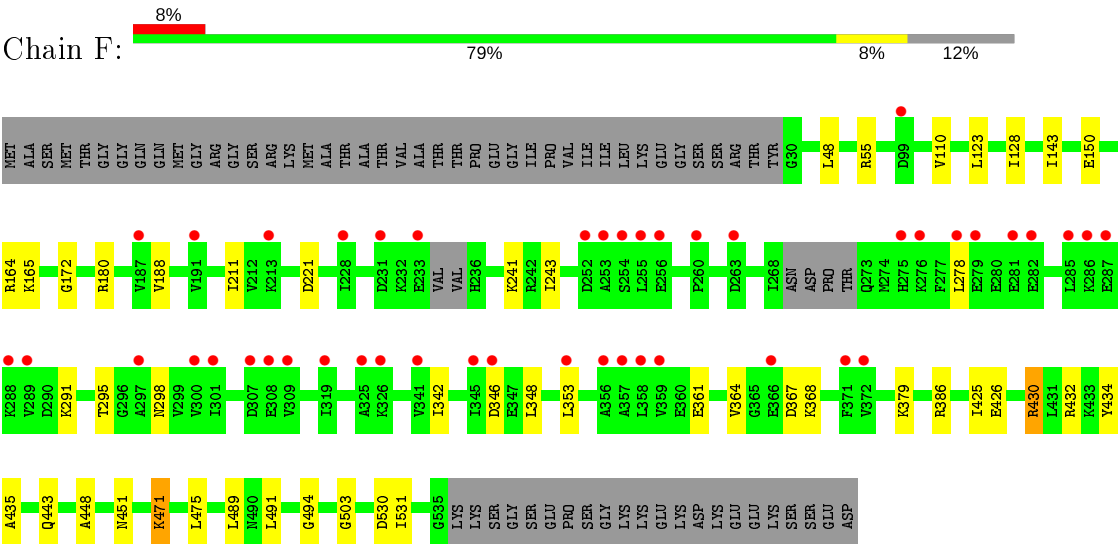 8%
Chain F:
79% 8% 12%
MET ALA SER MET THR GLY GLY GLN GLN MET GLY ARG GLY SER ARG LYS MET ALA THR ALA THR VAL ALA THR THR PRO GLU GLY ILE PRO VAL ILE ILE LEU LYS GLU GLY SER SER ARG THR TYR G30 L48 R55 D99 V110 L123 I128 I143 E150
R164 K165 G172 R180 V187 V188 V191 I211 V212 K213 D221 I228 D231 K232 E233 VAL VAL H236 K241 R242 I243 D252 A253 S254 L255 E256 P260 D263 I268 ASN ASP PRO THR Q273 M274 H275 K276 F277 L278 E279 E280 E281 E282 L285 K286 E287
K288 V289 D290 K291 T295 G296 A297 N298 V299 V300 I301 D307 E308 V309 I319 A325 K326 V341 I342 I345 D346 E347 L348 L353 A356 A357 L358 V359 E360 E361 V364 G365 E366 D367 K368 F371 V372 K379 R386 I425 E426 R430 L431 R432 K433 Y434
A435 Q443 A448 N451 K471 L475 L489 N490 L491 G494 G503 D530 I531 G535 LYS LYS SER GLY SER GLU PRO SER GLY LYS LYS GLU LYS ASP LYS GLU GLU LYS SER SER GLU ASP